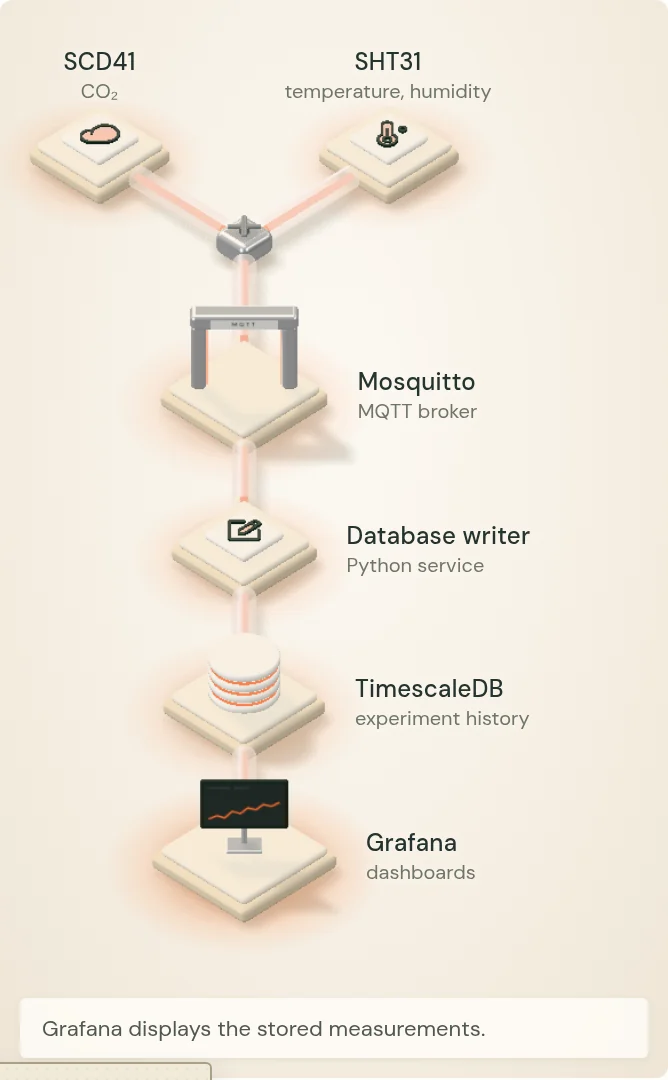 SCD41
CO₂
SHT31
temperature, humidity
MQTT
Mosquitto
MQTT broker
Database writer
Python service
TimescaleDB
experiment history
Grafana
dashboards
Grafana displays the stored measurements.